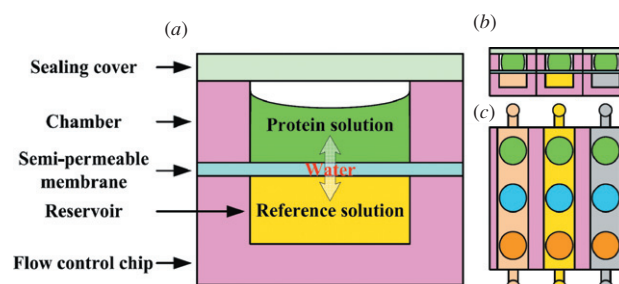 (a)
Sealing cover
Chamber
Semi-permeable
membrane
Reservoir
Flow control chip
Protein solution
Water
Reference solution
(b)
(c)